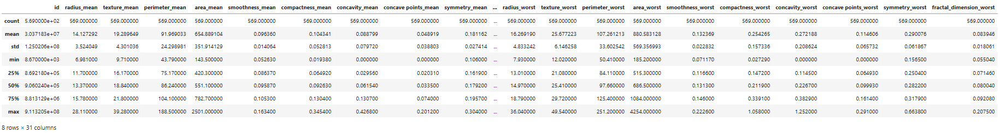 id radius_mean texture_mean perimeter_mean area_mean smoothness_mean compactness_mean concavity_mean concave points_mean symmetry_mean ... radius_worst texture_worst perimeter_worst area_worst smoothness_worst compactness_worst concavity_worst concave points_worst symmetry_worst fractal_dimension_worst
count 5.690000e+02 569.000000 569.000000 569.000000 569.000000 569.000000 569.000000 569.000000 569.000000 569.000000 ... 569.000000 569.000000 569.000000 569.000000 569.000000 569.000000 569.000000 569.000000 569.000000 569.000000
mean 3.037183e+07 14.127292 19.289649 91.969033 654.889104 0.096360 0.104341 0.088799 0.048919 0.181162 ... 16.269190 25.677223 107.261213 880.583128 0.132369 0.254265 0.272188 0.114606 0.290076 0.083946
std 1.250206e+08 3.524049 4.301036 24.298981 351.914129 0.014064 0.052813 0.079720 0.038803 0.027414 ... 4.833242 6.146258 33.602542 569.356993 0.022832 0.157336 0.208624 0.065732 0.061867 0.018061
min 8.670000e+03 6.981000 9.710000 43.790000 143.500000 0.052630 0.019380 0.000000 0.000000 0.106000 ... 7.930000 12.020000 50.410000 185.200000 0.071170 0.027290 0.000000 0.000000 0.156500 0.055040
25% 8.692180e+05 11.700000 16.170000 75.170000 420.300000 0.086370 0.064920 0.029560 0.020310 0.161900 ... 13.010000 21.080000 84.110000 515.300000 0.116600 0.147200 0.114500 0.064930 0.250400 0.071460
50% 9.060240e+05 13.370000 18.840000 86.240000 551.100000 0.095870 0.092630 0.061540 0.033500 0.179200 ... 14.970000 25.410000 97.660000 686.500000 0.131300 0.211900 0.226700 0.099930 0.282200 0.080040
75% 8.813129e+06 15.780000 21.800000 104.100000 782.700000 0.105300 0.130400 0.130700 0.074000 0.195700 ... 18.790000 29.720000 125.400000 1084.000000 0.146000 0.339100 0.382900 0.161400 0.317900 0.092080
max 9.113205e+08 28.110000 39.280000 188.500000 2501.000000 0.163400 0.345400 0.426800 0.201200 0.304000 ... 36.040000 49.540000 251.200000 4254.000000 0.222600 1.058000 1.252000 0.291000 0.663800 0.207500
8 rows × 31 columns